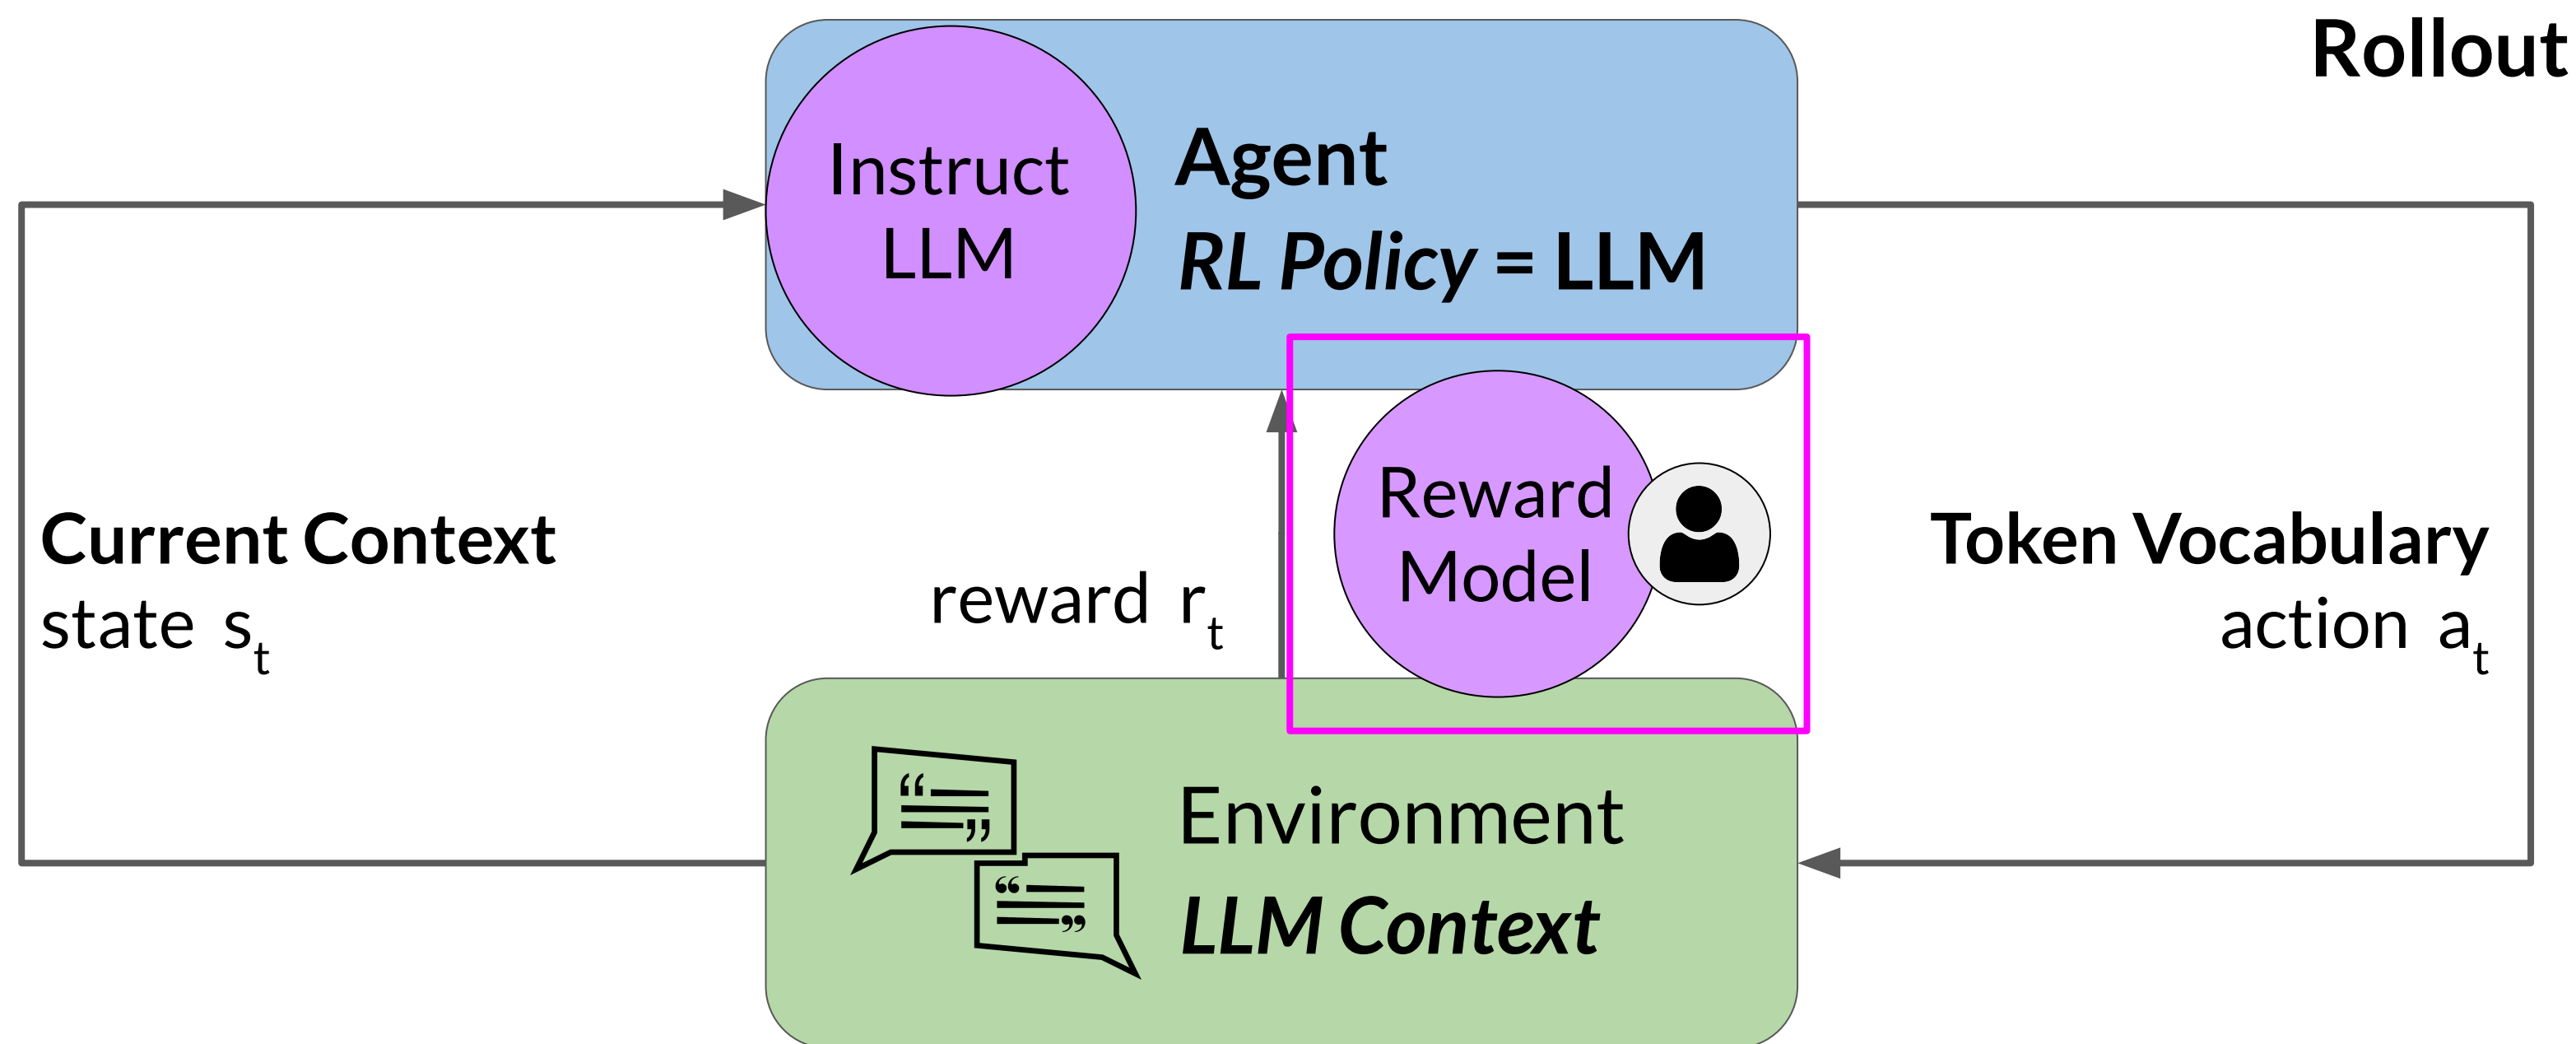 Rollout
Instruct
LLM
Agent
RL Policy = LLM
Current Context
state s_t
reward r_t
Reward
Model
Token Vocabulary
action a_t
Environment
LLM Context